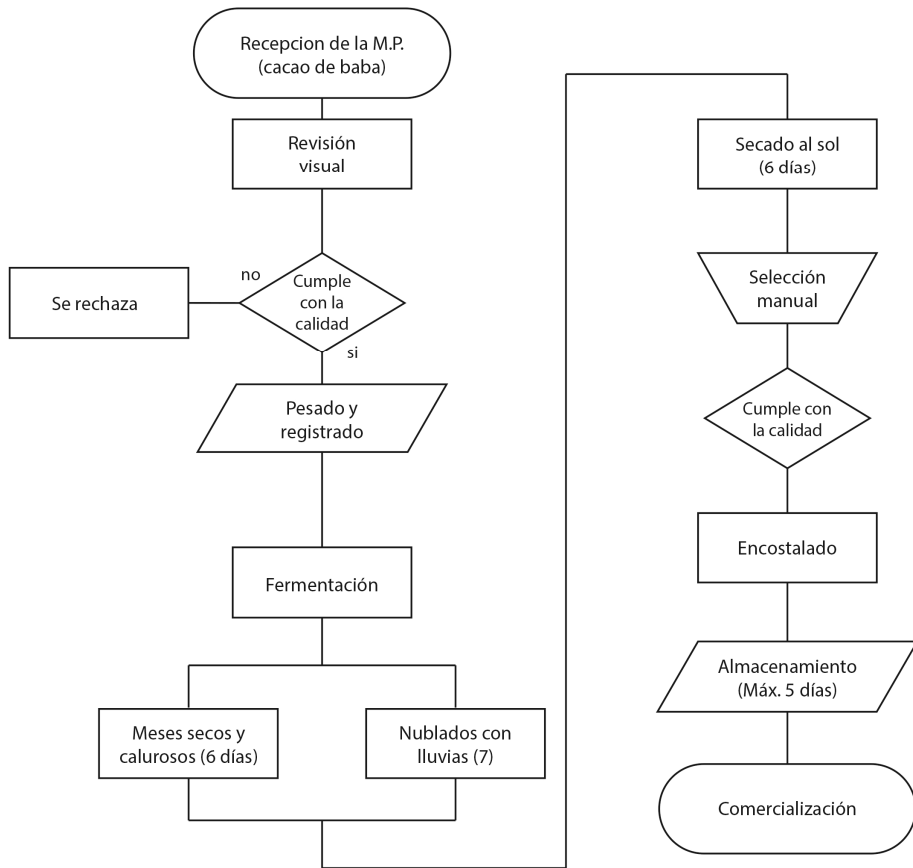 Recepcion de la M.P.
(cacao de baba)
Revisión
visual
no
Cumple
con la
calidad
Se rechaza
si
Pesado y
registrado
Fermentación
Meses secos y
calurosos (6 días)
Nublados con
lluvias (7)
Secado al sol
(6 días)
Selección
manual
Cumple con
la calidad
Encostalado
Almacenamiento
(Máx. 5 días)
Comercialización